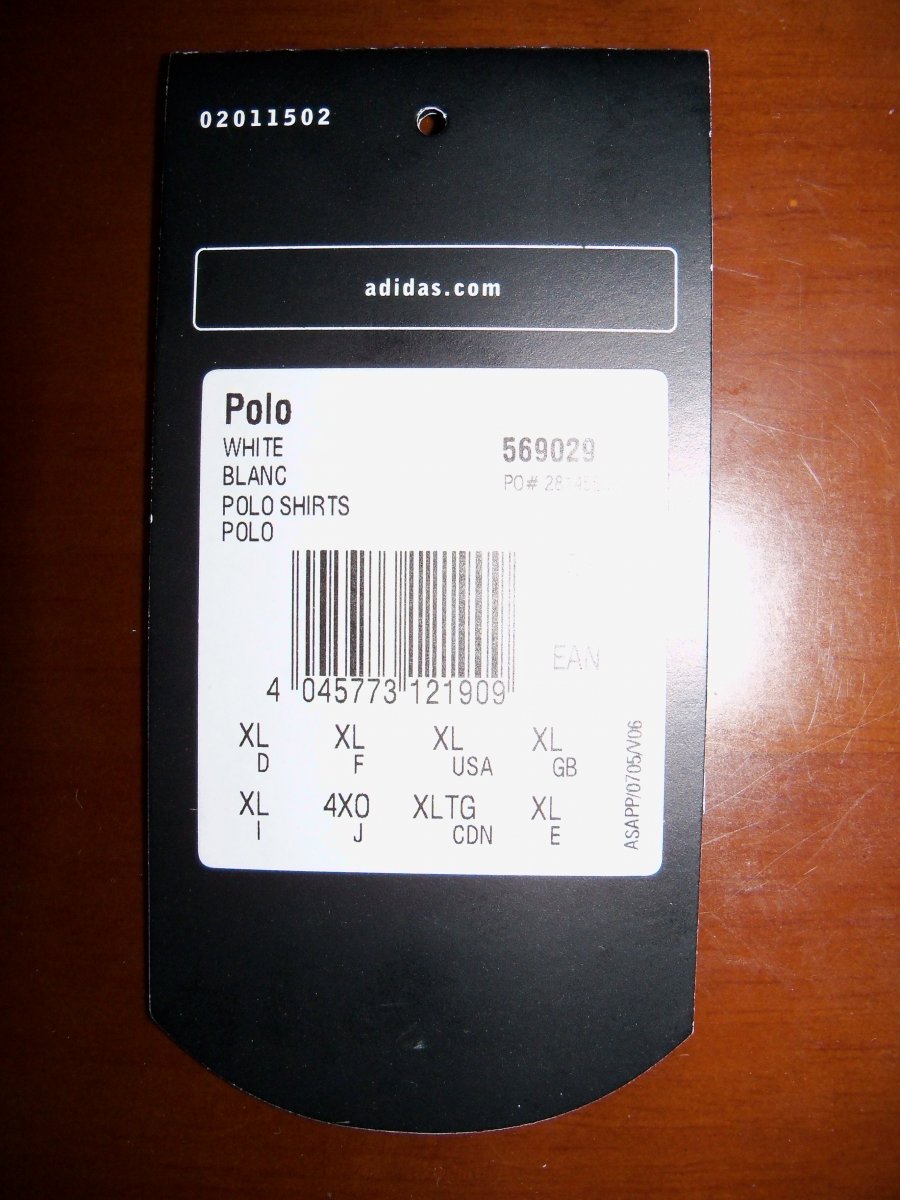 02011502
adidas.com
Polo
WHITE
BLANC
569029
PO#
POLO SHIRTS
POLO
EAN
4 045773 121909
XL XL XL XL
D F USA GB
XL 4XO XLTG XL
I J CDN E
ASAPP/0705/V06